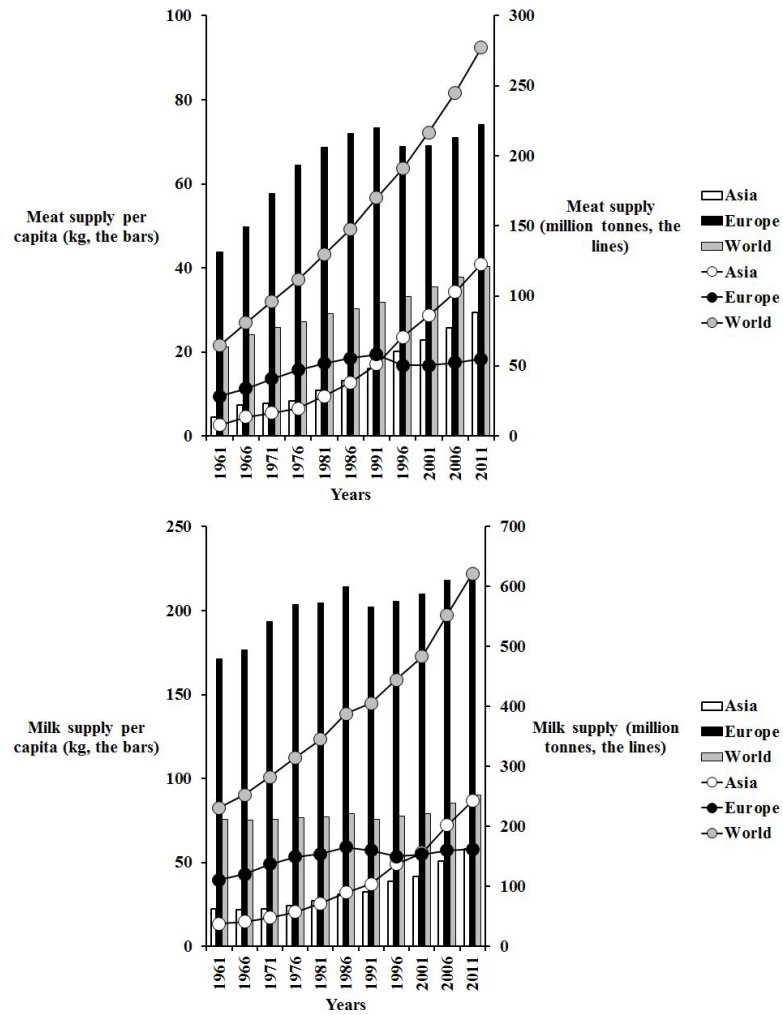 100
80
60
40
20
0
Meat supply per
capita (kg, the bars)
300
250
200
150
100
50
0
Meat supply
(million tonnes, the
lines)
Asia
Europe
World
Asia
Europe
World
1961
1966
1971
1976
1981
1986
1991
1996
2001
2006
2011
Years
250
200
150
100
50
0
Milk supply per
capita (kg, the bars)
700
600
500
400
300
200
100
0
Milk supply (million
tonnes, the lines)
Asia
Europe
World
Asia
Europe
World
1961
1966
1971
1976
1981
1986
1991
1996
2001
2006
2011
Years